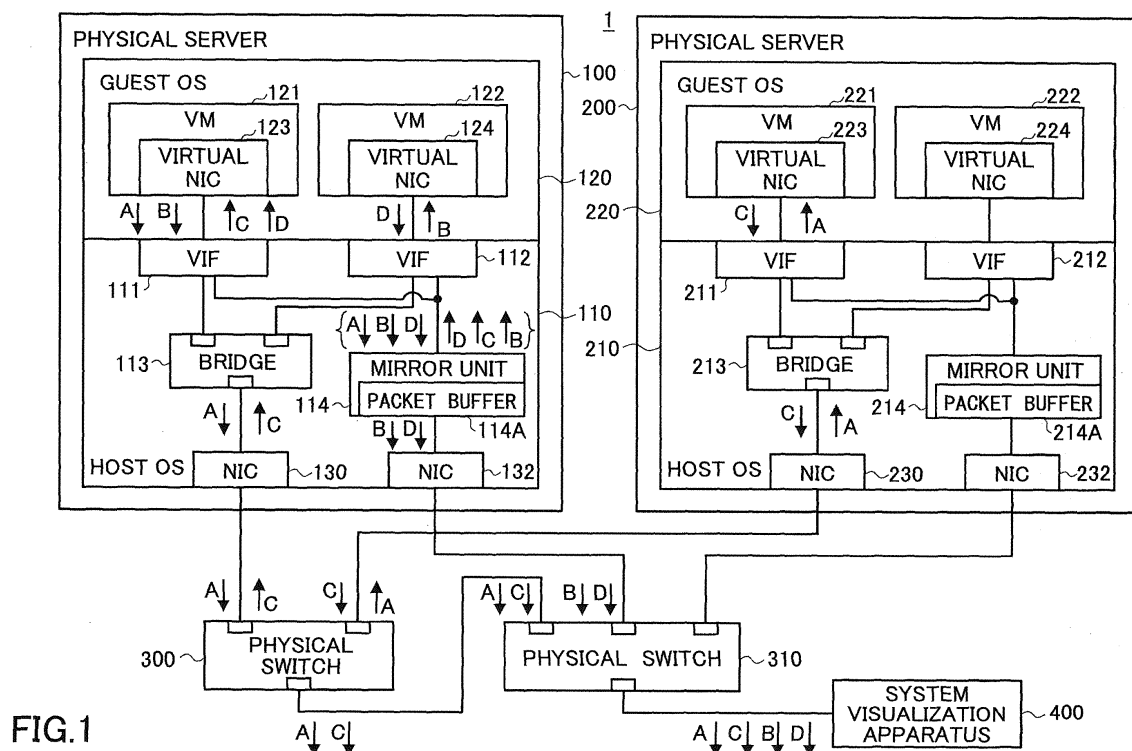 1
PHYSICAL SERVER
100
GUEST OS
121
VM
123
VIRTUAL
NIC
122
VM
124
VIRTUAL
NIC
120
A
B
C
D
D
B
VIF
111
VIF
112
A B D D C B
110
113
BRIDGE
MIRROR UNIT
PACKET BUFFER
114
114A
A
C
B D
HOST OS
NIC
130
NIC
132
PHYSICAL SERVER
200
GUEST OS
221
VM
223
VIRTUAL
NIC
222
VM
224
VIRTUAL
NIC
220
C
A
VIF
211
VIF
212
210
213
BRIDGE
MIRROR UNIT
PACKET BUFFER
214
214A
C
A
HOST OS
NIC
230
NIC
232
A
C
C
A
A C
B D
300
PHYSICAL
SWITCH
PHYSICAL SWITCH
310
A C
A C B D
SYSTEM
VISUALIZATION
APPARATUS
400
FIG.1